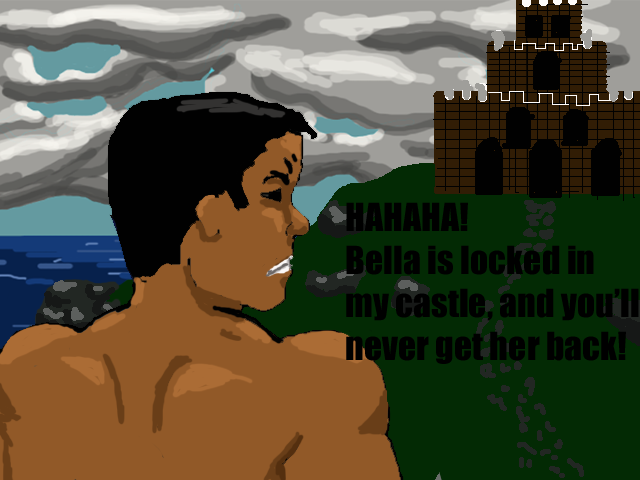 HAHAHA!
Bella is locked in
my castle, and you'll
never get her back!